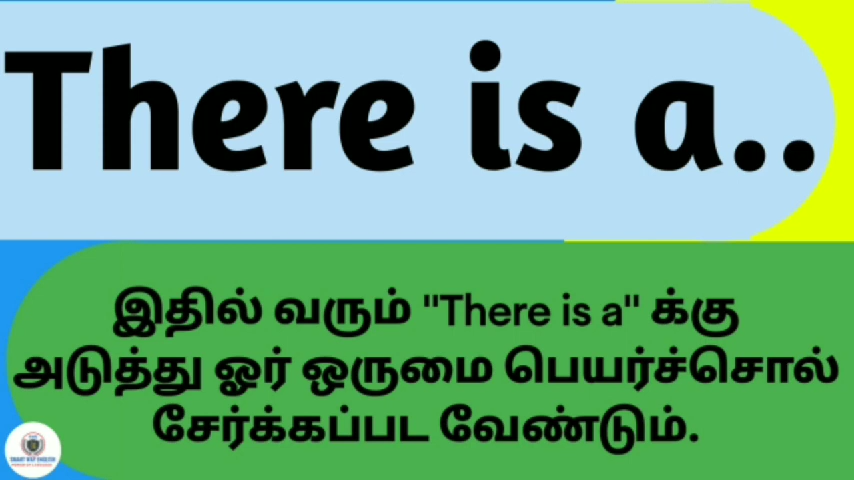 There is a..
இதில் வரும் "There is a" க்கு
அடுத்து ஓர் ஒருமை பெயர்ச்சொல்
சேர்க்கப்பட வேண்டும்.